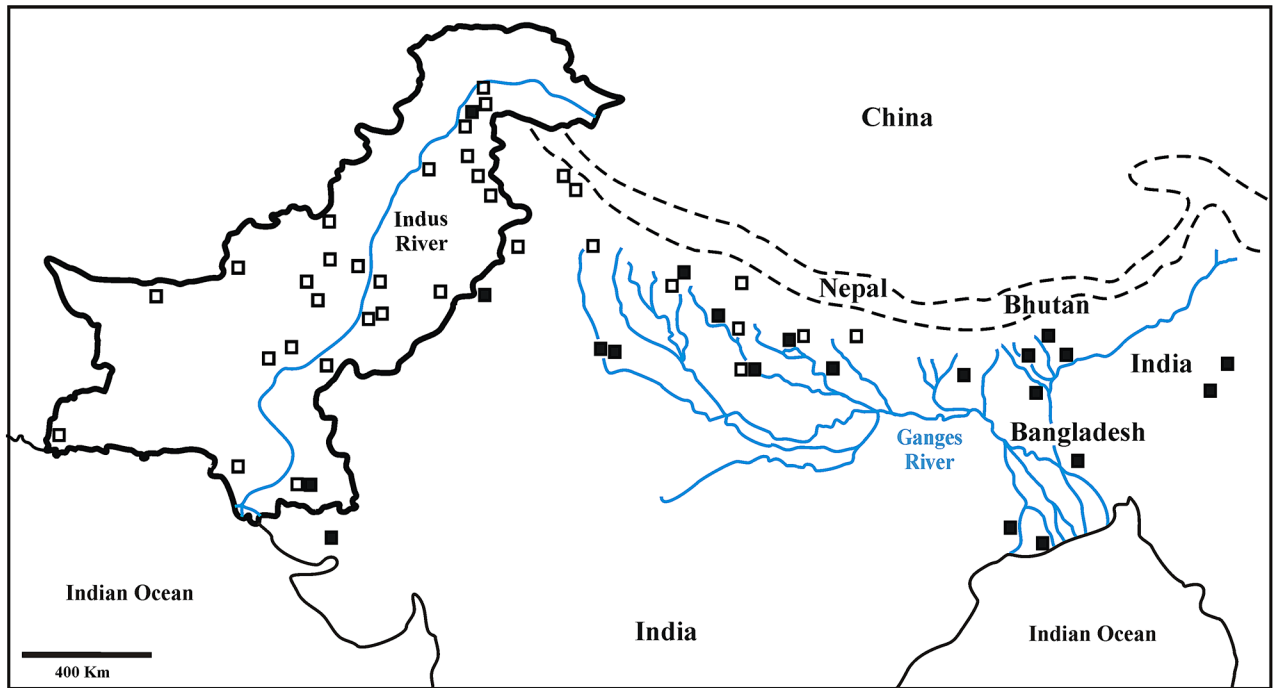 China
Indus
River
Nepal
Bhutan
India
Bangladesh
Ganges
River
Indian Ocean
India
Indian Ocean
400 Km